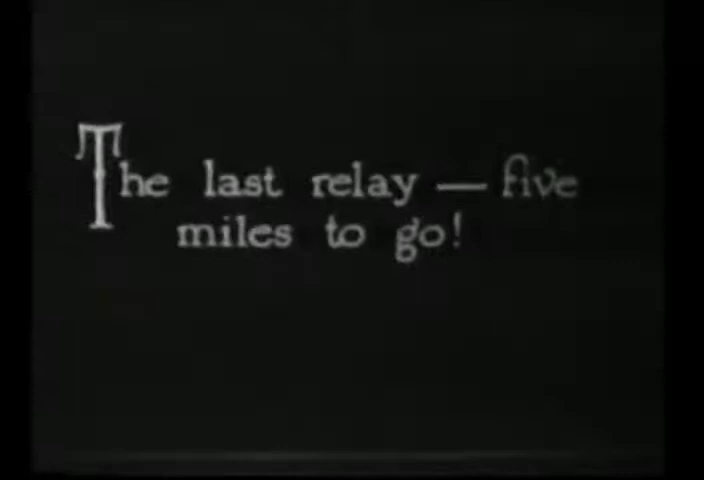 The last relay — five
miles to go!